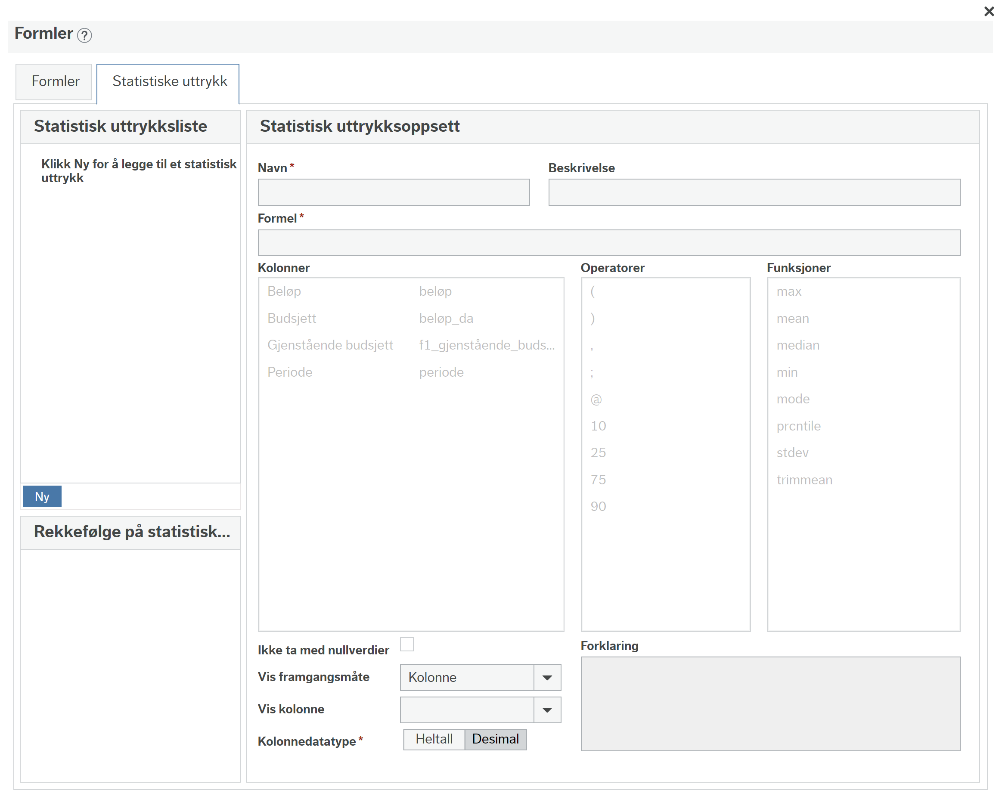 Formler ?
Formler
Statistiske uttrykk
Statistisk uttrykksliste
Klikk Ny for å legge til et statistisk
uttrykk
Ny
Rekkefølge på statistisk...
Statistisk uttrykksoppsett
Navn *
Beskrivelse
Formel *
Kolonner
Beløp beløp
Budsjett beløp_da
Gjenstående budsjett f1_gjenstående_buds...
Periode periode
Operatorer
(
)
,
;
@
10
25
75
90
Funksjoner
max
mean
median
min
mode
prcntile
stdev
trimmean
Ikke ta med nullverdier
Vis framgangsmåte Kolonne
Vis kolonne
Kolonnedatatype * Heltall Desimal
Forklaring